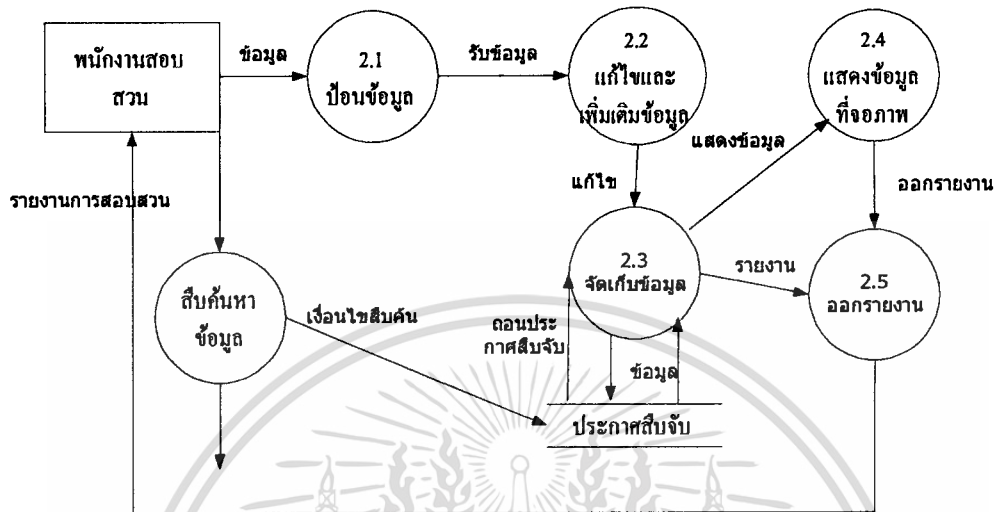 พนักงานสอบ
สวน
ข้อมูล
2.1
ป้อนข้อมูล
รับข้อมูล
2.2
แก้ไขและ
เพิ่มเติมข้อมูล
2.4
แสดงข้อมูล
ที่จอภาพ
แสดงข้อมูล
แก้ไข
ออกรายงาน
รายงานการสอบสวน
2.3
จัดเก็บข้อมูล
รายงาน
2.5
ออกรายงาน
สืบค้นหา
ข้อมูล
เงื่อนไขสืบค้น
ถอนประ
กาศสืบจับ
ข้อมูล
ประกาศสืบจับ